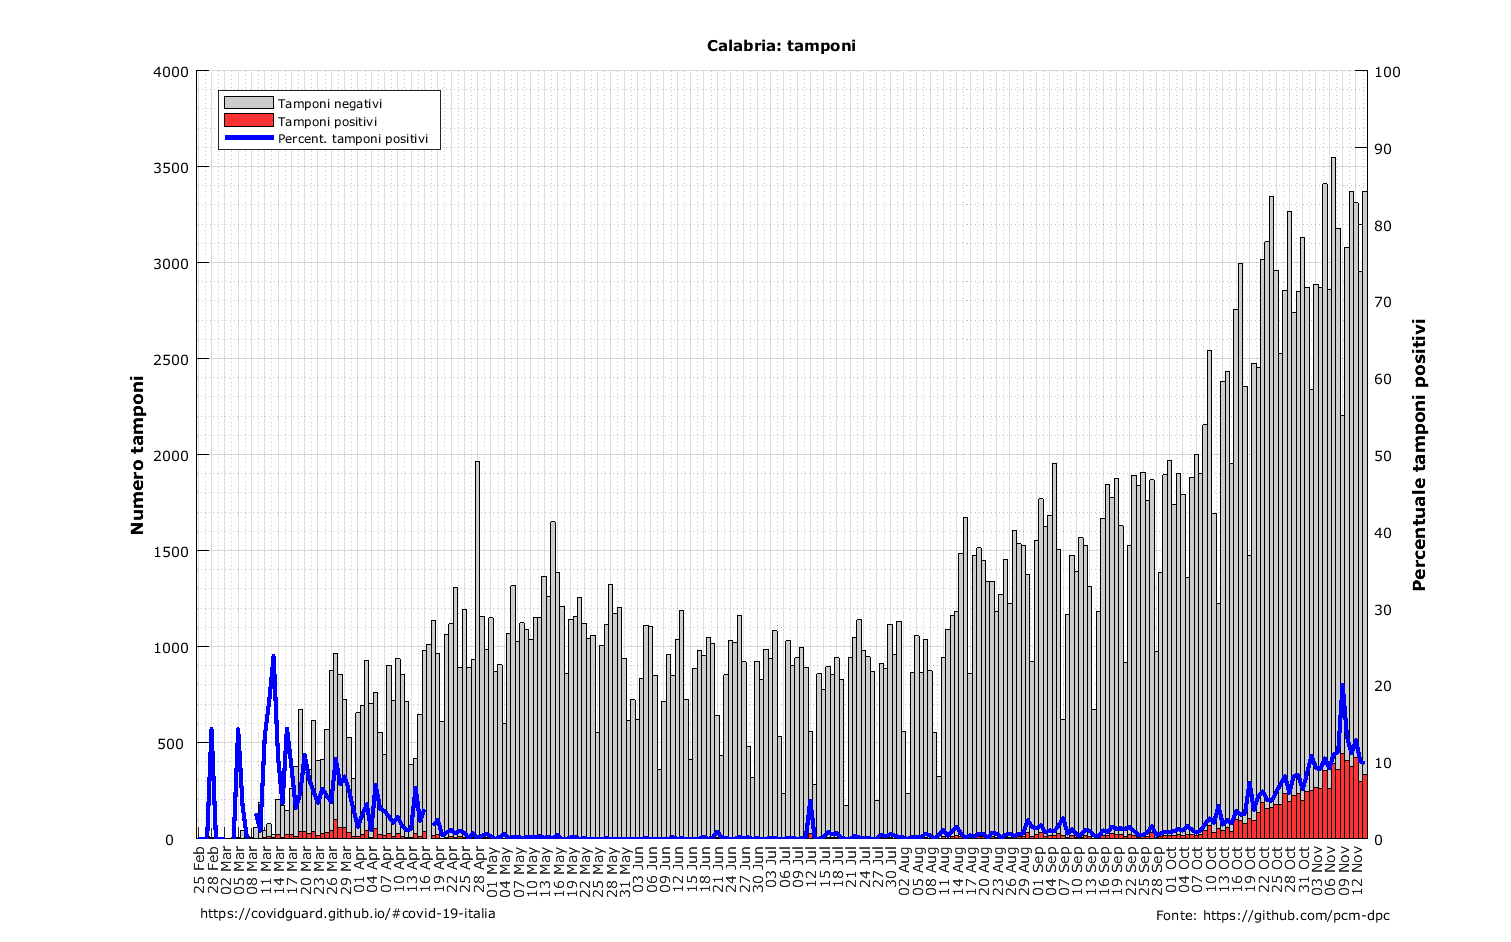 Calabria: tamponi
4000
3500
3000
2500
2000
1500
1000
500
0
Numero tamponi
Tamponi negativi
Tamponi positivi
Percent. tamponi positivi
100
90
80
70
60
50
40
30
20
10
0
Percentuale tamponi positivi
25 Feb
28 Feb
02 Mar
05 Mar
08 Mar
11 Mar
14 Mar
17 Mar
20 Mar
23 Mar
26 Mar
29 Mar
01 Apr
04 Apr
07 Apr
10 Apr
13 Apr
16 Apr
19 Apr
22 Apr
25 Apr
28 Apr
01 May
04 May
07 May
10 May
13 May
16 May
19 May
22 May
25 May
28 May
31 May
03 Jun
06 Jun
09 Jun
12 Jun
15 Jun
18 Jun
21 Jun
24 Jun
27 Jun
30 Jun
03 Jul
06 Jul
09 Jul
12 Jul
15 Jul
18 Jul
21 Jul
24 Jul
27 Jul
30 Jul
02 Aug
05 Aug
08 Aug
11 Aug
14 Aug
17 Aug
20 Aug
23 Aug
26 Aug
29 Aug
01 Sep
04 Sep
07 Sep
10 Sep
13 Sep
16 Sep
19 Sep
22 Sep
25 Sep
28 Sep
01 Oct
04 Oct
07 Oct
10 Oct
13 Oct
16 Oct
19 Oct
22 Oct
25 Oct
28 Oct
31 Oct
03 Nov
06 Nov
09 Nov
12 Nov
https://covidguard.github.io/#covid-19-italia
Fonte: https://github.com/pcm-dpc